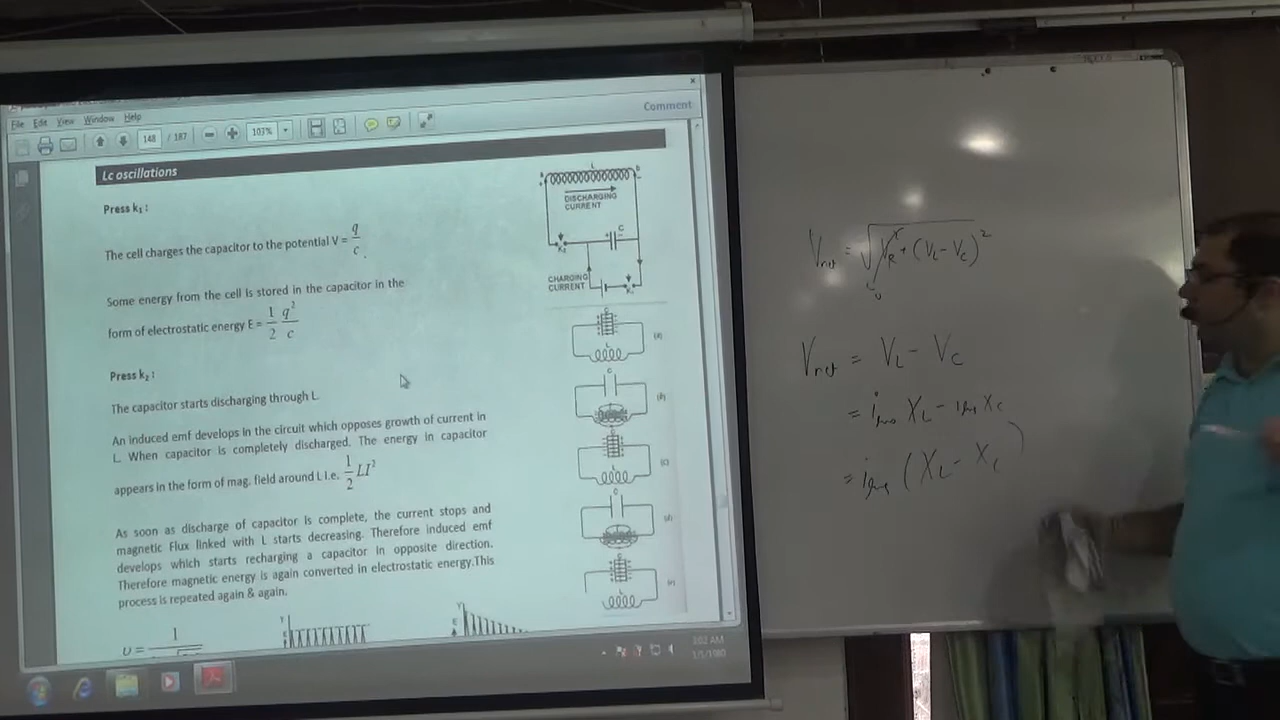 Comment
File Edit View Window Help
148 / 187 103%
Lc oscillations
Press k₁ :
The cell charges the capacitor to the potential V = q/c .
Some energy from the cell is stored in the capacitor in the
form of electrostatic energy E = 1/2 q²/c
Press k₂ :
The capacitor starts discharging through L.
An induced emf develops in the circuit which opposes growth of current in
L. When capacitor is completely discharged. The energy in capacitor
appears in the form of mag. field around L i.e. 1/2 LI²
As soon as discharge of capacitor is complete, the current stops and
magnetic Flux linked with L starts decreasing. Therefore induced emf
develops which starts recharging a capacitor in opposite direction.
Therefore magnetic energy is again converted in electrostatic energy.This
process is repeated again & again.
L
DISCHARGING
CURRENT
C
CHARGING
CURRENT
C
L
C
C
L
C
C
L
Y
E
Y
E
V_net = √V_R² + (V_L - V_C)²
V_net = V_L - V_C
X_L - X_C
(X_L - X_C)